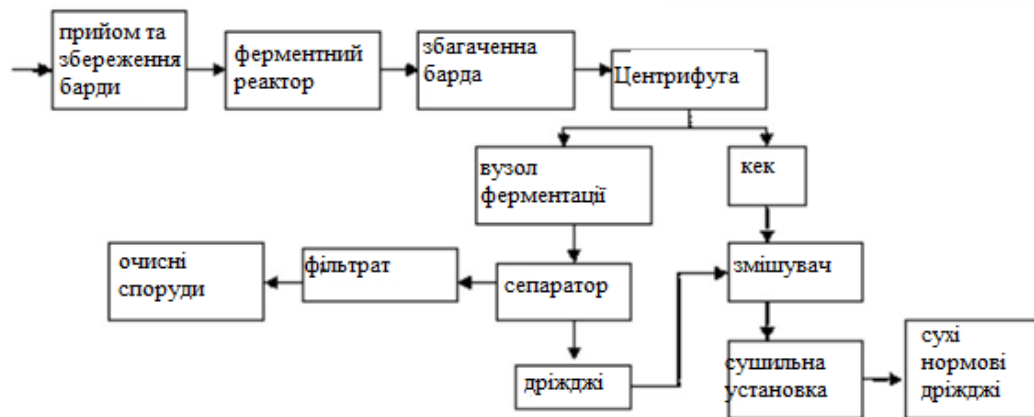 прийом та
збереження
барди
ферментний
реактор
збагаченна
барда
Центрифуга
вузол
ферментації
кек
очисні
споруди
фільтрат
сепаратор
змішувач
дріжджі
сушильна
установка
сухі
нормові
дріжджі